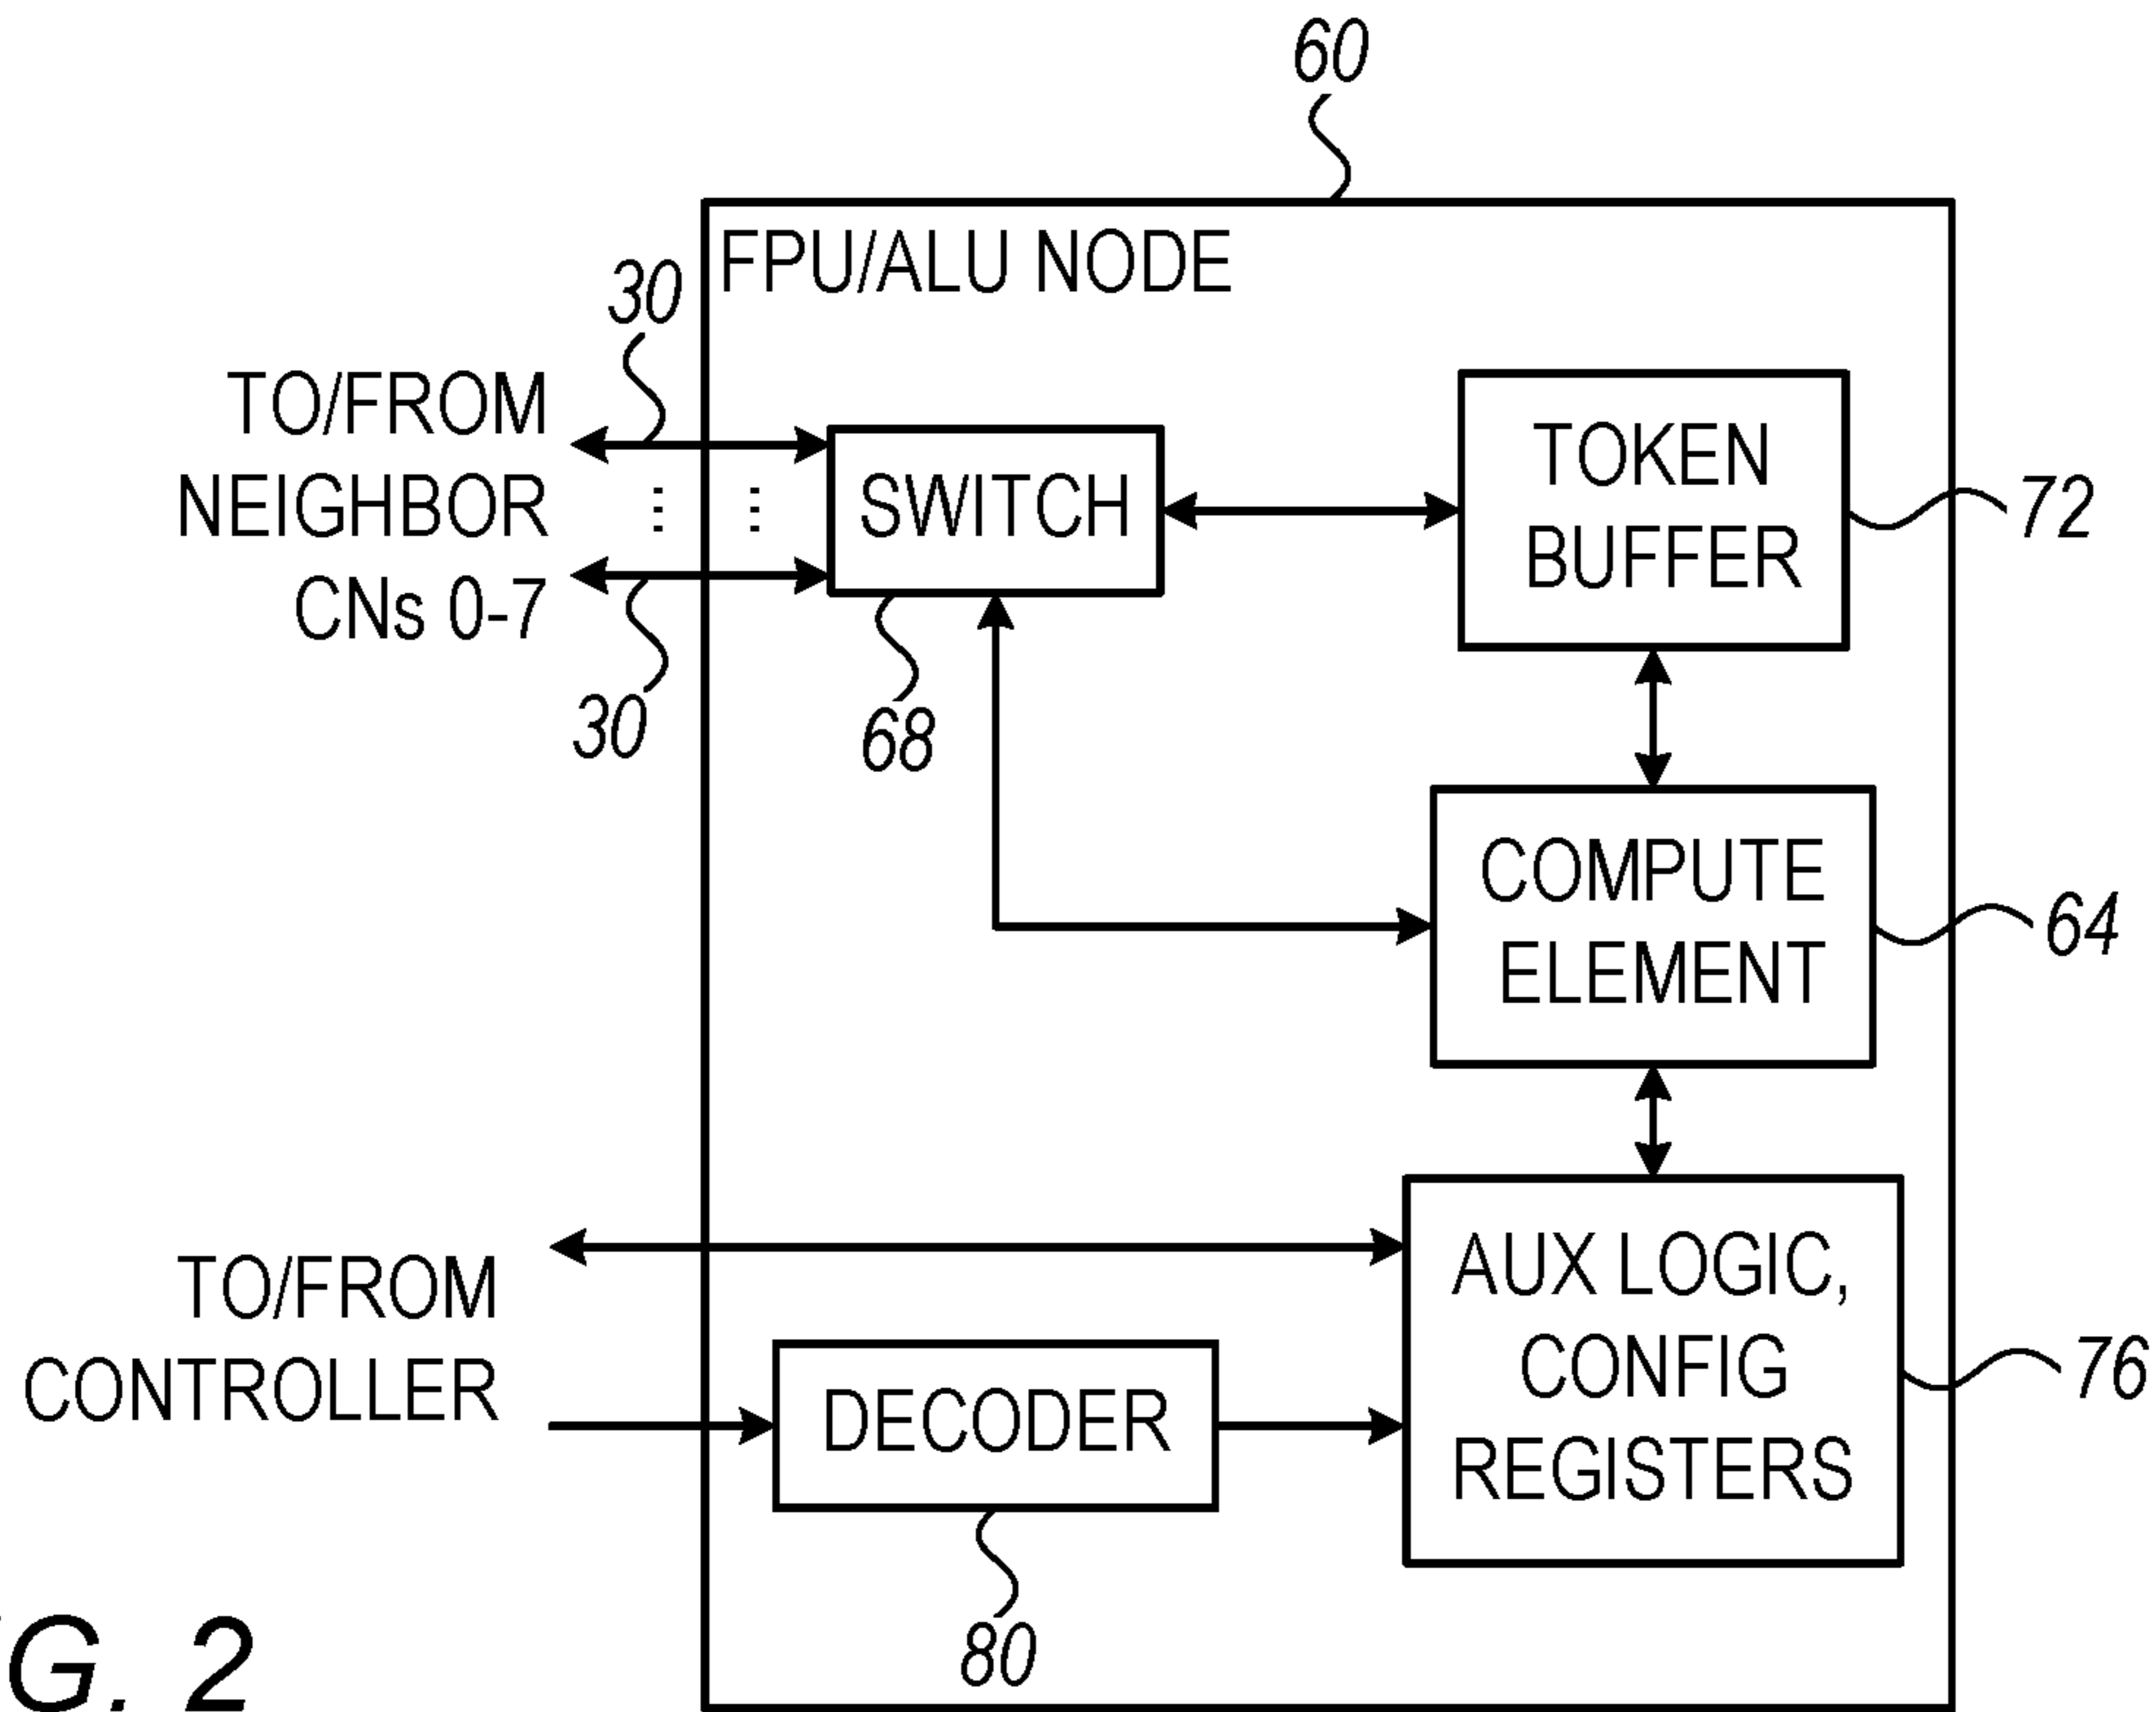 60
FPU/ALU NODE
30
TO/FROM
NEIGHBOR
CNs 0-7
30
SWITCH
68
TOKEN
BUFFER
72
COMPUTE
ELEMENT
64
TO/FROM
CONTROLLER
DECODER
80
AUX LOGIC,
CONFIG
REGISTERS
76
G. 2